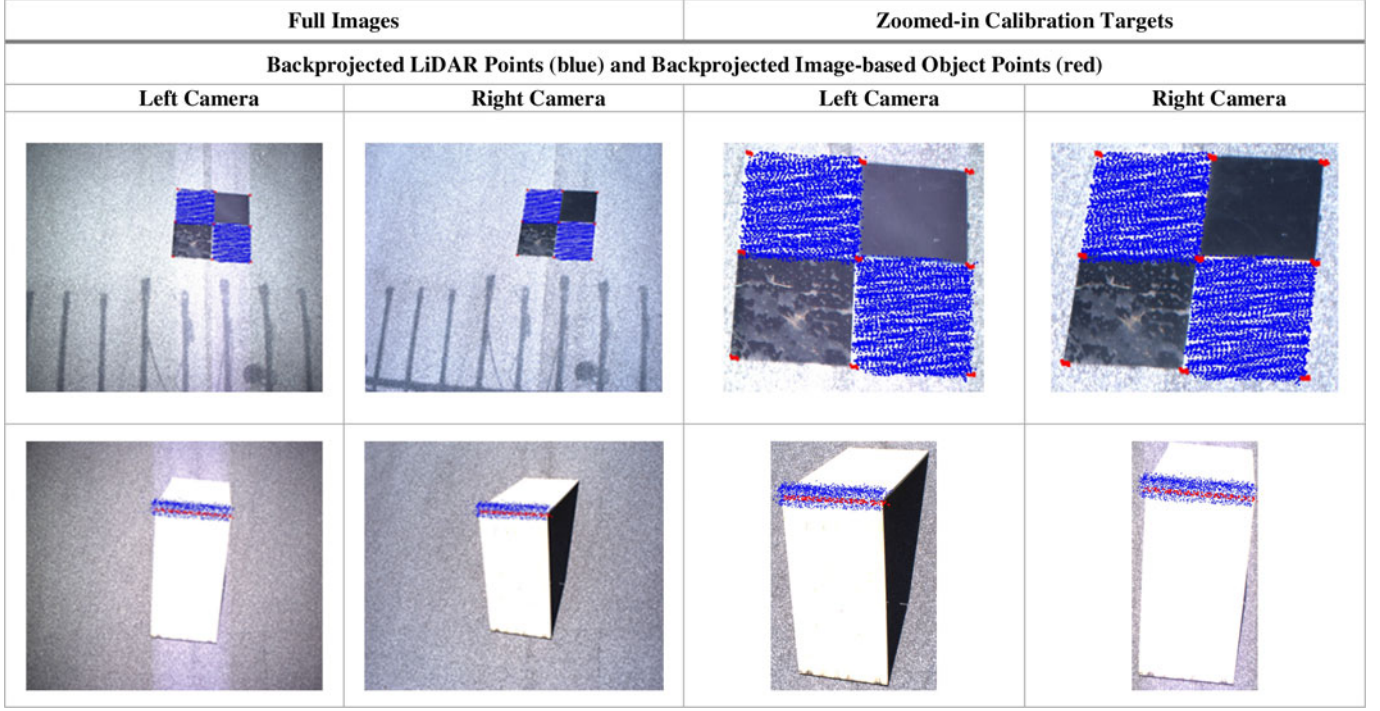 Full Images
Zoomed-in Calibration Targets
Backprojected LiDAR Points (blue) and Backprojected Image-based Object Points (red)
Left Camera
Right Camera
Left Camera
Right Camera